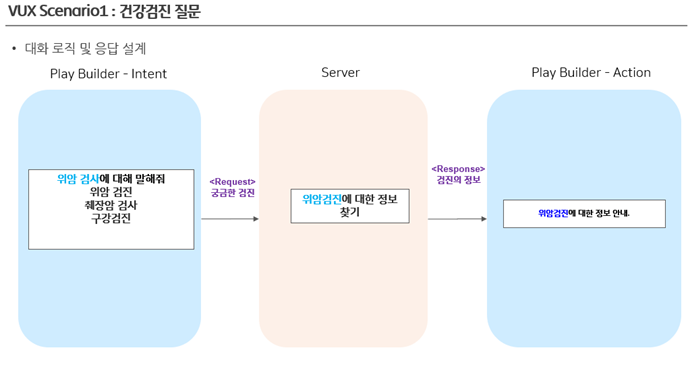 VUX Scenario1 : 건강검진 질문
• 대화 로직 및 응답 설계
Play Builder - Intent
Server
Play Builder - Action
위암 검사에 대해 말해줘
위암 검진
췌장암 검사
구강검진
<Request>
궁금한 검진
위암검진에 대한 정보
찾기
<Response>
검진의 정보
위암검진에 대한 정보 안내.